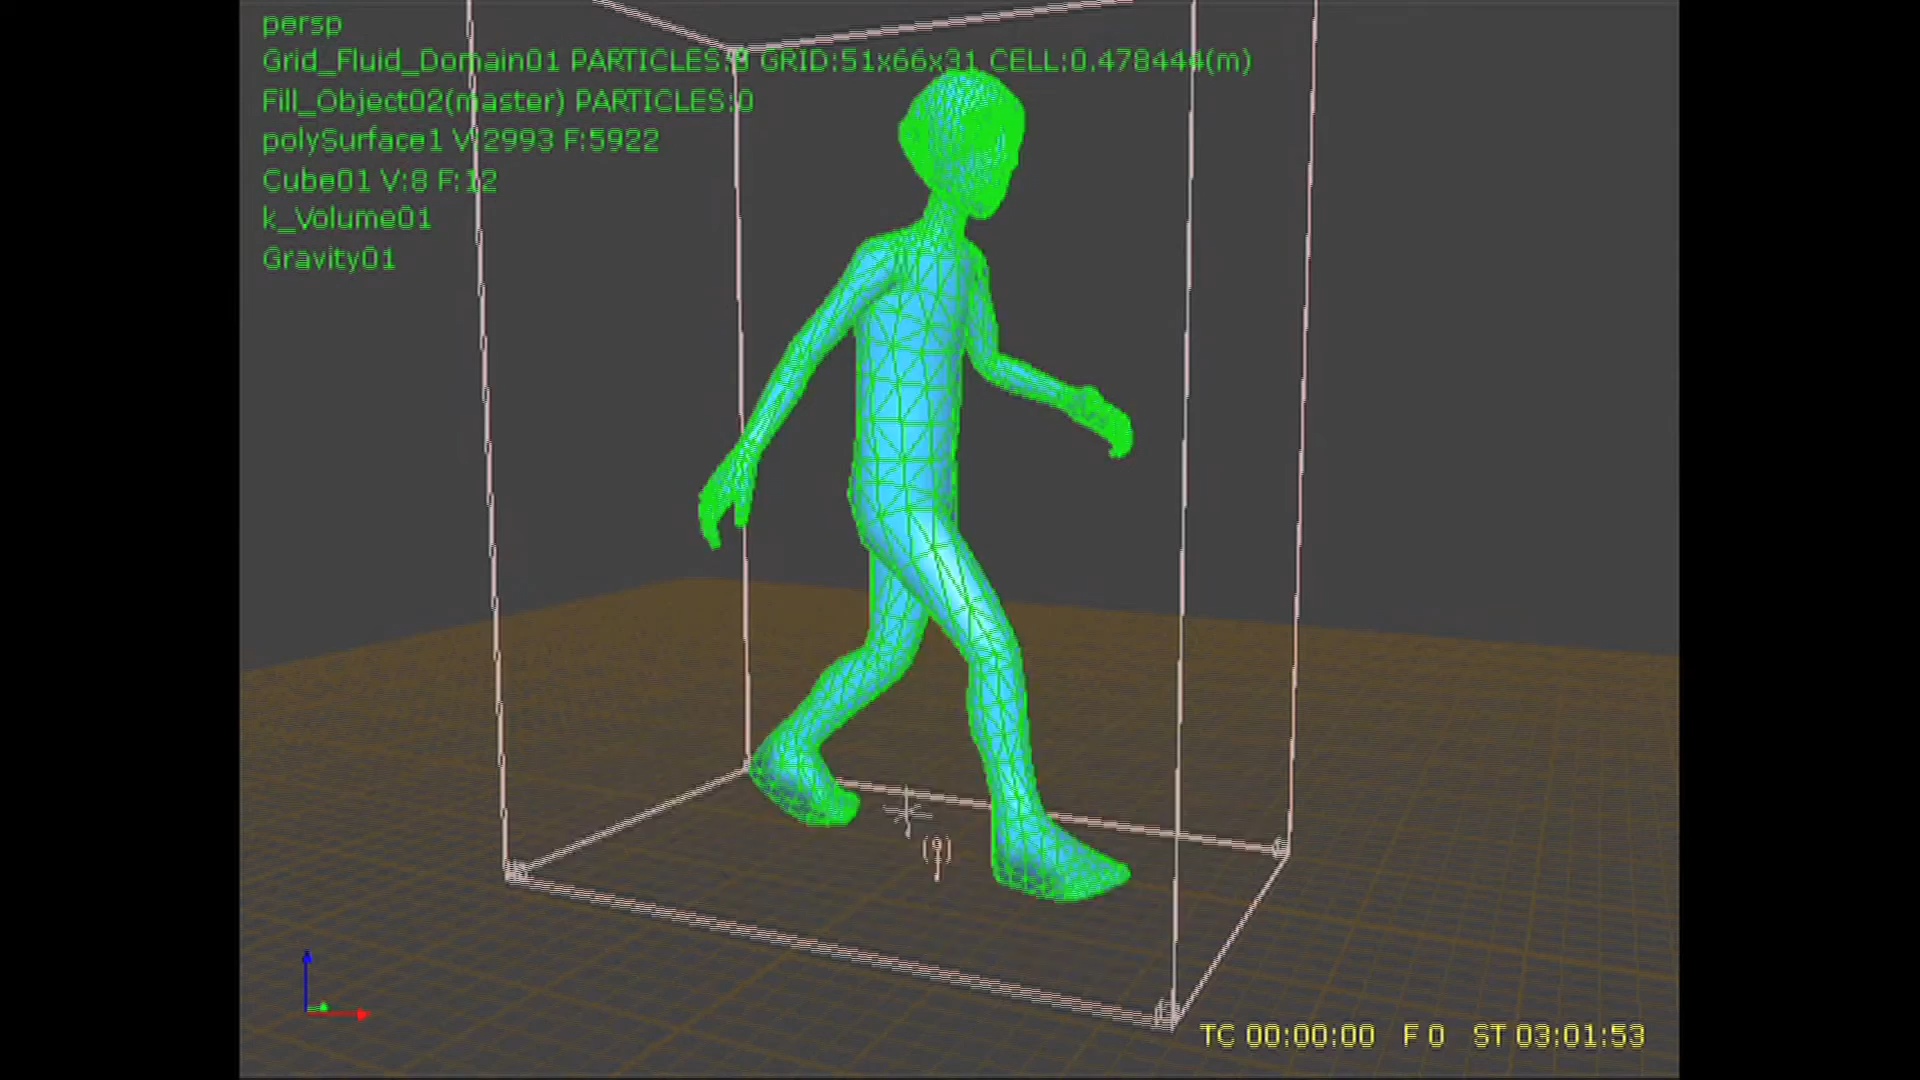 persp
Grid_Fluid_Domain01 PARTICLES:0 GRID:51x66x31 CELL:0.478444(m)
Fill_Object02(master) PARTICLES:0
polySurface1 V:2993 F:5922
Cube01 V:8 F:12
k_Volume01
Gravity01
TC 00:00:00 F 0 ST 03:01:53